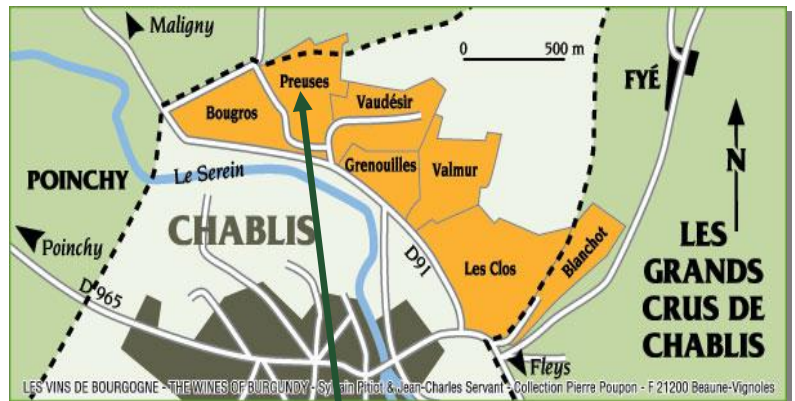 Maligny
0 500 m
FYÉ
Preuses
Vaudésir
Bougros
N
Grenouilles
Valmur
POINCHY
Le Serein
CHABLIS
Poinchy
D 965
D91
Les Clos
Blanchot
LES
GRANDS
CRUS DE
CHABLIS
Fleys
LES VINS DE BOURGOGNE - THE WINES OF BURGUNDY - Sylvain Pitiot & Jean-Charles Servant - Collection Pierre Poupon - F 21200 Beaune-Vignoles